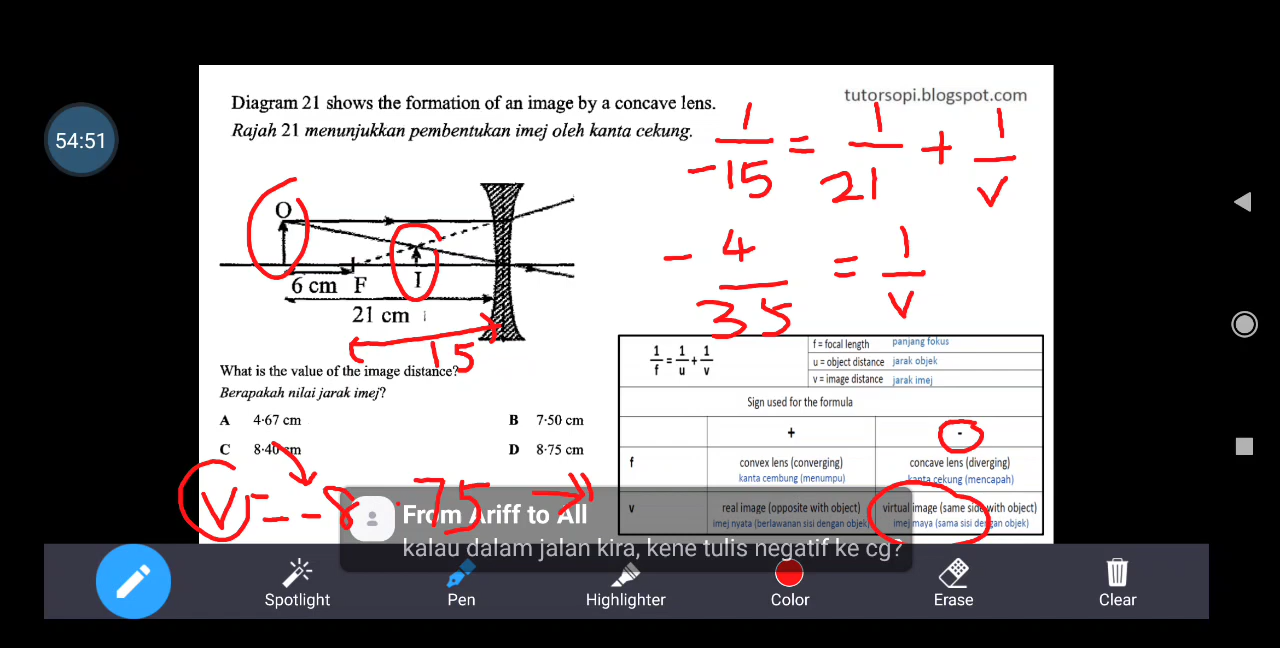 54:51
tutorsopi.blogspot.com
Diagram 21 shows the formation of an image by a concave lens.
Rajah 21 menunjukkan pembentukan imej oleh kanta cekung.
1/-15 = 1/21 + 1/v
- 4/35 = 1/v
O
6 cm F
I
21 cm
15
What is the value of the image distance?
Berapakah nilai jarak imej?
A 4·67 cm
B 7·50 cm
C 8·40 cm
D 8·75 cm
v = -8.75
1/f = 1/u + 1/v
f = focal length panjang fokus
u = object distance jarak objek
v = image distance jarak imej
Sign used for the formula
+ -
f
convex lens (converging)
kanta cembung (menumpu)
concave lens (diverging)
kanta cekung (mencapah)
v
real image (opposite with object)
imej nyata (berlawanan sisi dengan objek)
virtual image (same side with object)
imej maya (sama sisi dengan objek)
From Ariff to All
kalau dalam jalan kira, kene tulis negatif ke cg?
Spotlight
Pen
Highlighter
Color
Erase
Clear